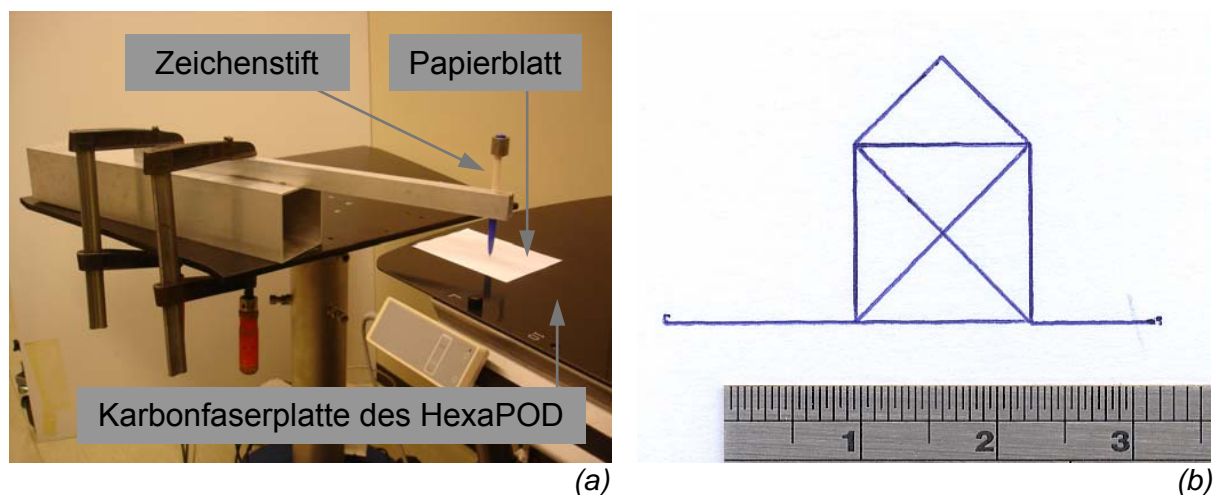 Zeichenstift
Papierblatt
Karbonfaserplatte des HexaPOD
(a)
1 2 3
(b)